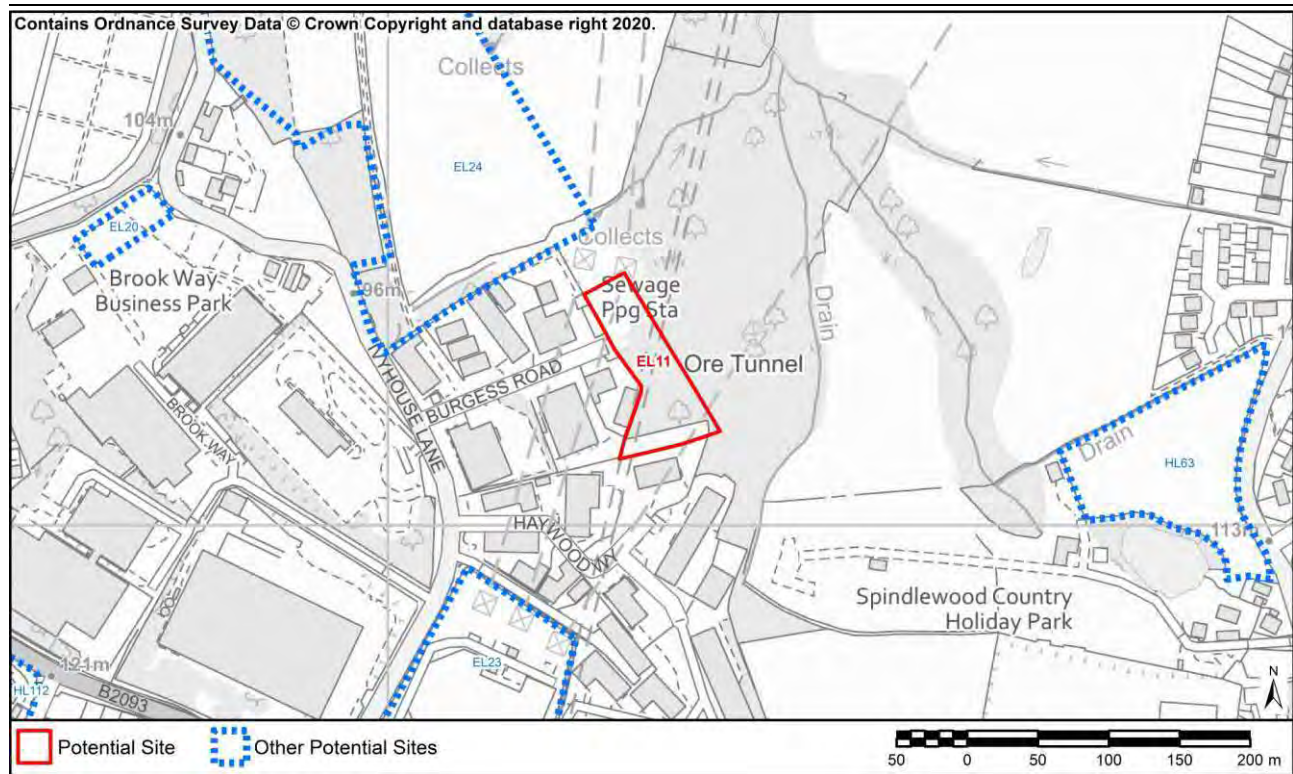 Contains Ordnance Survey Data © Crown Copyright and database right 2020.
Collects
104m
EL24
EL20
Collects
Brook Way
Business Park
96m
Sewage
Ppg Sta
EL11
Ore Tunnel
Drain
IVYHOUSE LANE
BURGESS ROAD
BROOK WAY
Drain
HL63
HAYWOOD WY
113m
Spindlewood Country
Holiday Park
EL23
121m
HL112
B2093
N
Potential Site
Other Potential Sites
50 0 50 100 150 200 m